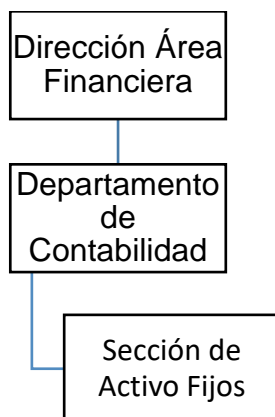 Dirección Área
Financiera
Departamento
de
Contabilidad
Sección de
Activo Fijos